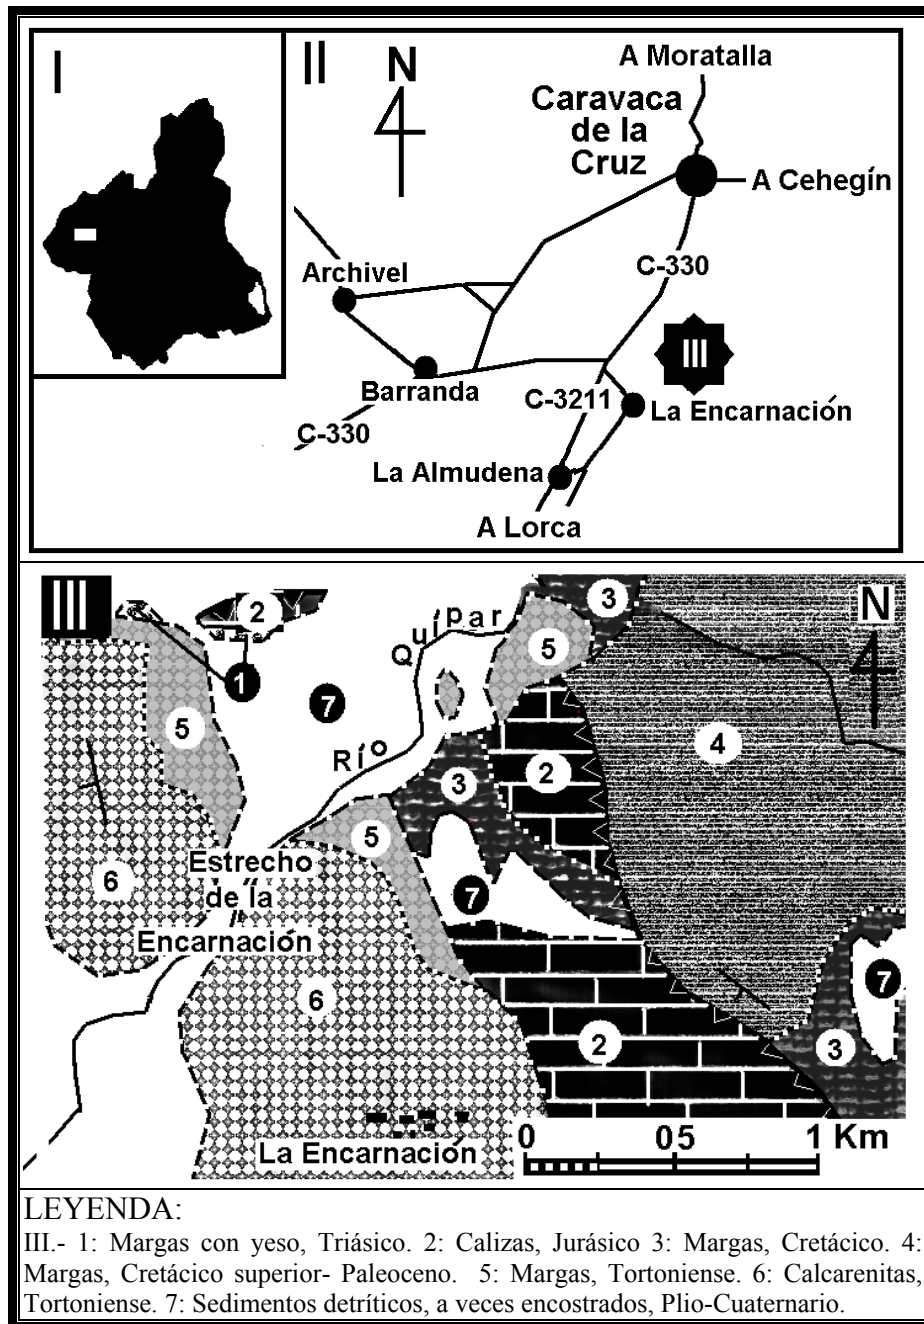 I
II
N
A Moratalla
Caravaca
de la
Cruz
A Cehegín
C-330
Archivel
III
Barranda
C-3211
La Encarnación
C-330
La Almudena
A Lorca
III
N
2
3
1
5
7
Río Quípar
5
4
2
3
5
6
Estrecho
de la
Encarnación
7
6
7
2
3
La Encarnación
0 05 1 Km
LEYENDA:
III.- 1: Margas con yeso, Triásico. 2: Calizas, Jurásico 3: Margas, Cretácico. 4:
Margas, Cretácico superior- Paleoceno. 5: Margas, Tortoniense. 6: Calcarenitas,
Tortoniense. 7: Sedimentos detríticos, a veces encostrados, Plio-Cuaternario.